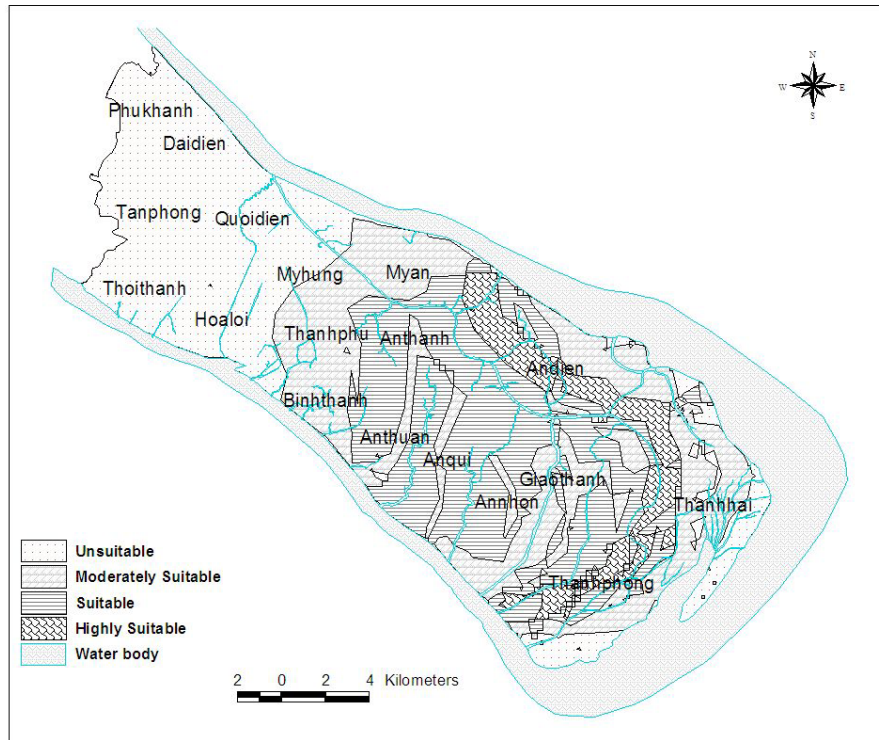 N
W E
S
Phukhanh
Daidien
Tanphong
Quoidien
Myhung
Myan
Thoithanh
Hoaloi
Thanhphu
Anthanh
Andien
Binhthanh
Anthuan
Anqui
Giaothanh
Annhon
Thanhhai
Thanhphong
Unsuitable
Moderately Suitable
Suitable
Highly Suitable
Water body
2 0 2 4 Kilometers